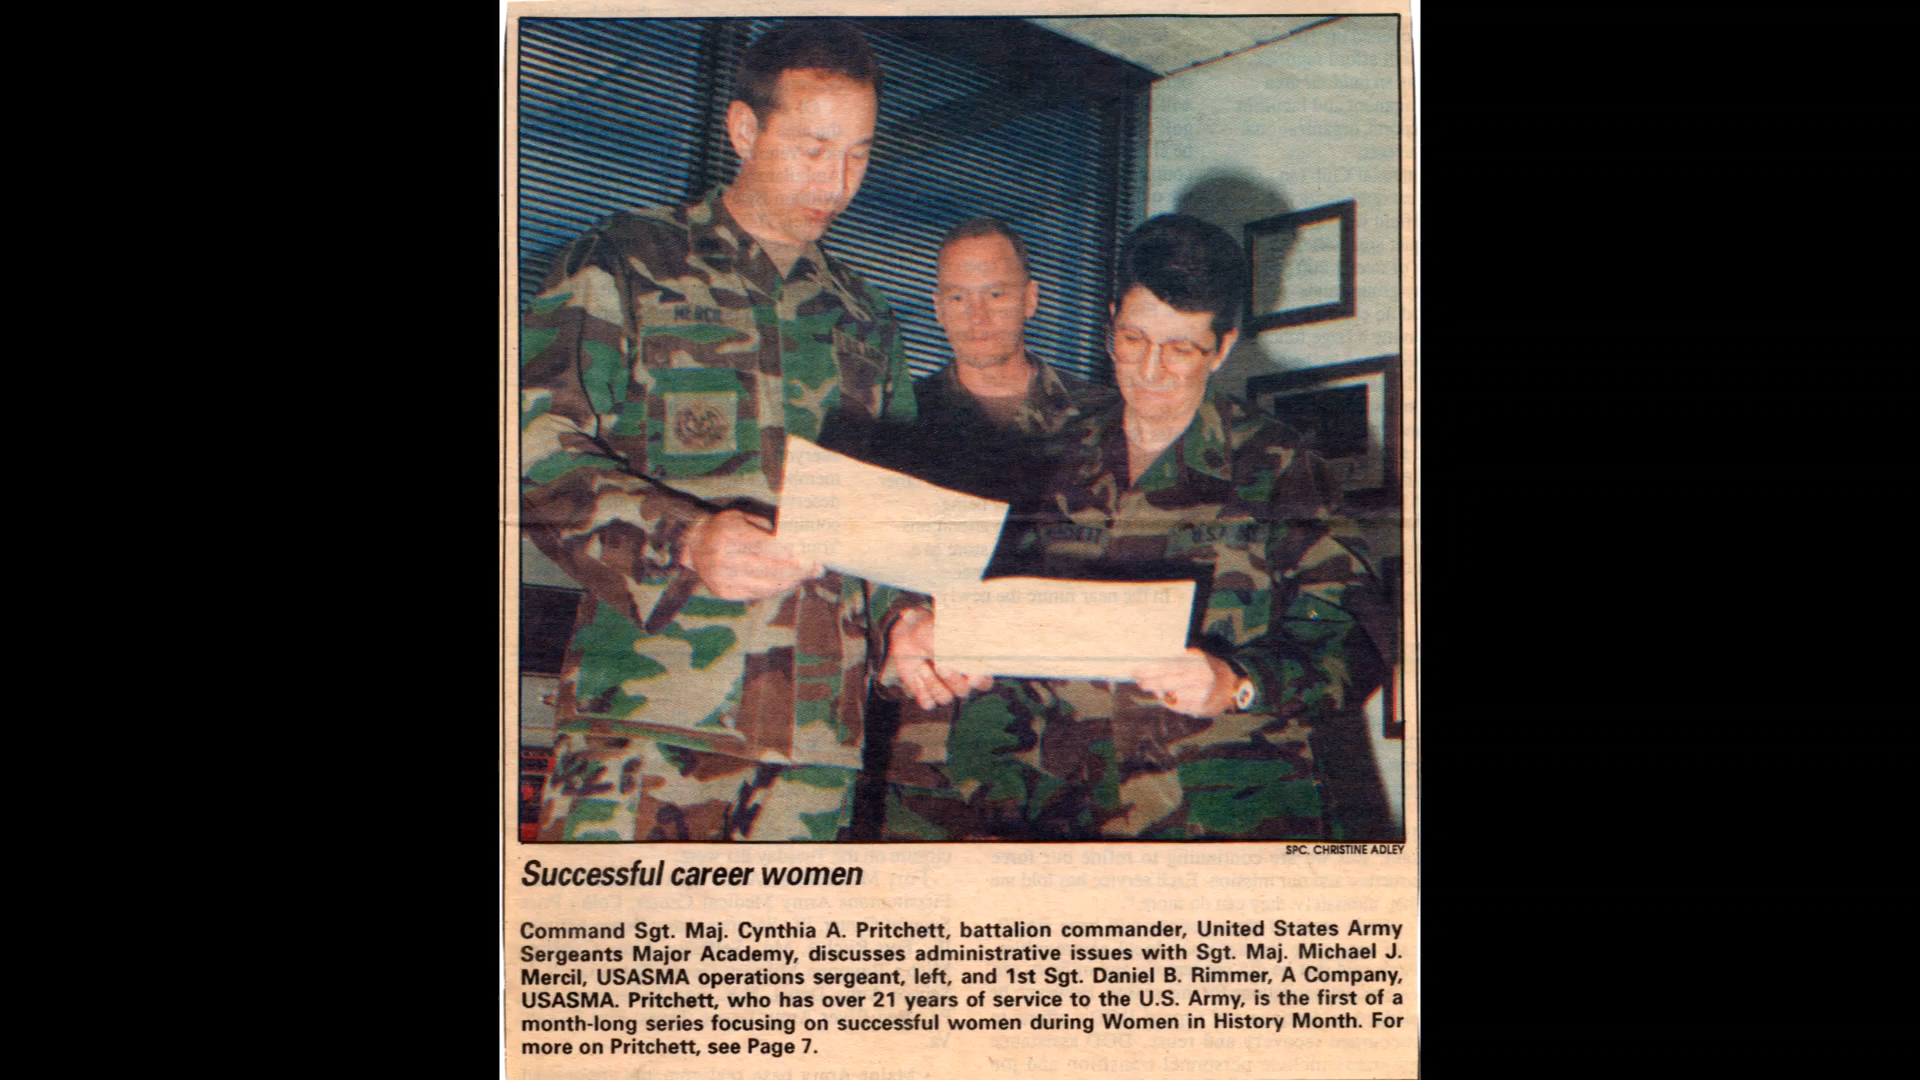 MERCIL
SPC. CHRISTINE ADLEY
Successful career women
Command Sgt. Maj. Cynthia A. Pritchett, battalion commander, United States Army
Sergeants Major Academy, discusses administrative issues with Sgt. Maj. Michael J.
Mercil, USASMA operations sergeant, left, and 1st Sgt. Daniel B. Rimmer, A Company,
USASMA. Pritchett, who has over 21 years of service to the U.S. Army, is the first of a
month-long series focusing on successful women during Women in History Month. For
more on Pritchett, see Page 7.